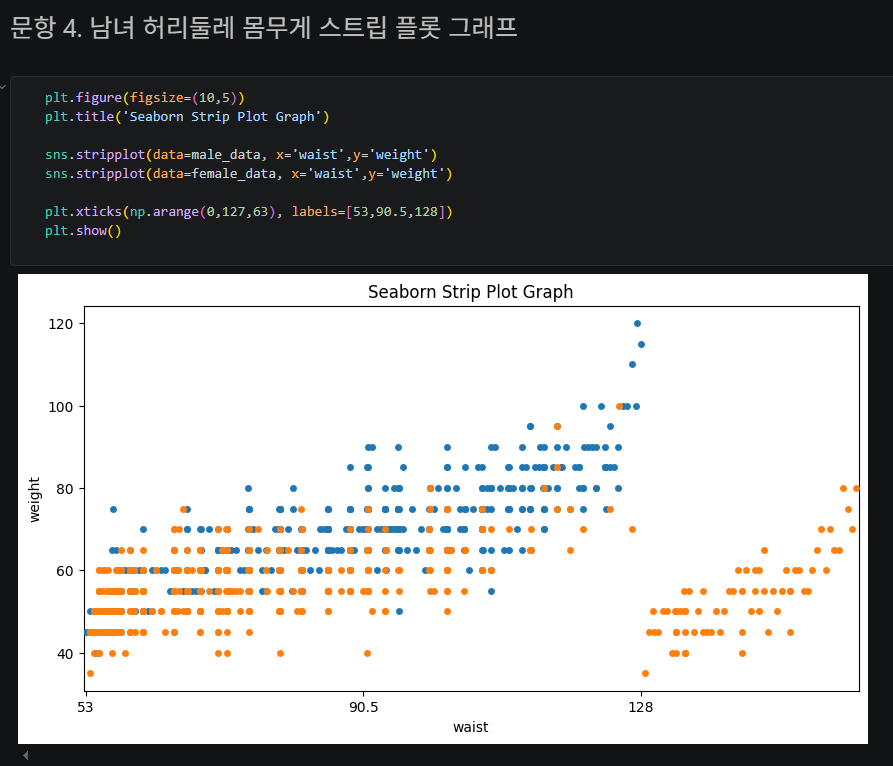 문항 4. 남녀 허리둘레 몸무게 스트립 플롯 그래프
plt.figure(figsize=(10,5))
plt.title('Seaborn Strip Plot Graph')
sns.stripplot(data=male_data, x='waist',y='weight')
sns.stripplot(data=female_data, x='waist',y='weight')
plt.xticks(np.arange(0,127,63), labels=[53,90.5,128])
plt.show()
Seaborn Strip Plot Graph
120
100
80
60
40
weight
53 90.5 128
waist